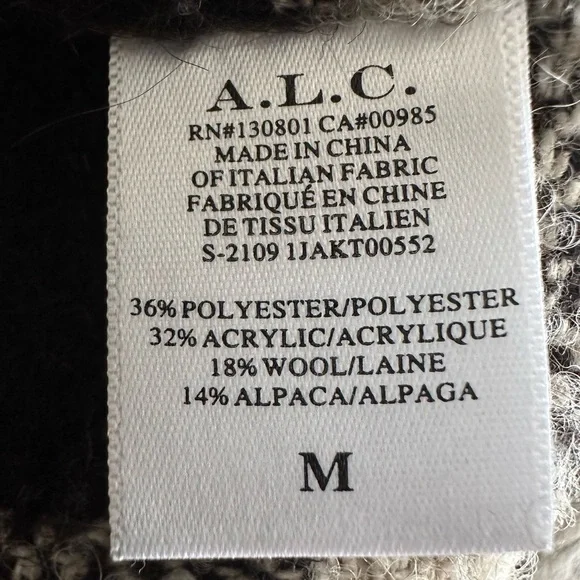 A.L.C.
RN#130801 CA#00985
MADE IN CHINA
OF ITALIAN FABRIC
FABRIQUÉ EN CHINE
DE TISSU ITALIEN
S-2109 1JAKT00552
36% POLYESTER/POLYESTER
32% ACRYLIC/ACRYLIQUE
18% WOOL/LAINE
14% ALPACA/ALPAGA
M